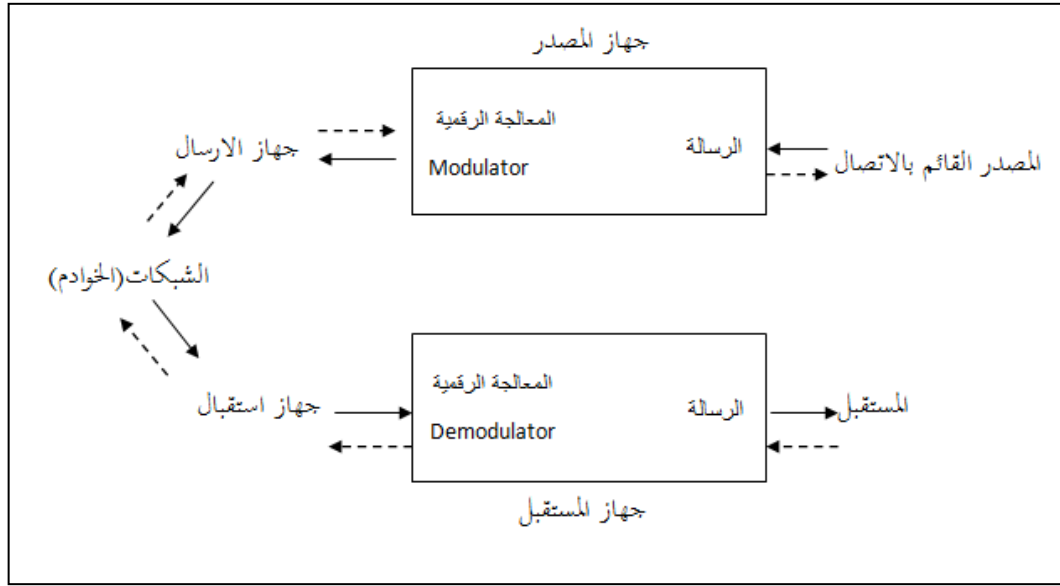 جهاز المصدر
المعالجة الرقمية
الرسالة
Modulator
المصدر القائم بالاتصال
جهاز الارسال
الشبكات(الخوادم)
المعالجة الرقمية
جهاز استقبال
الرسالة
المستقبل
Demodulator
جهاز المستقبل